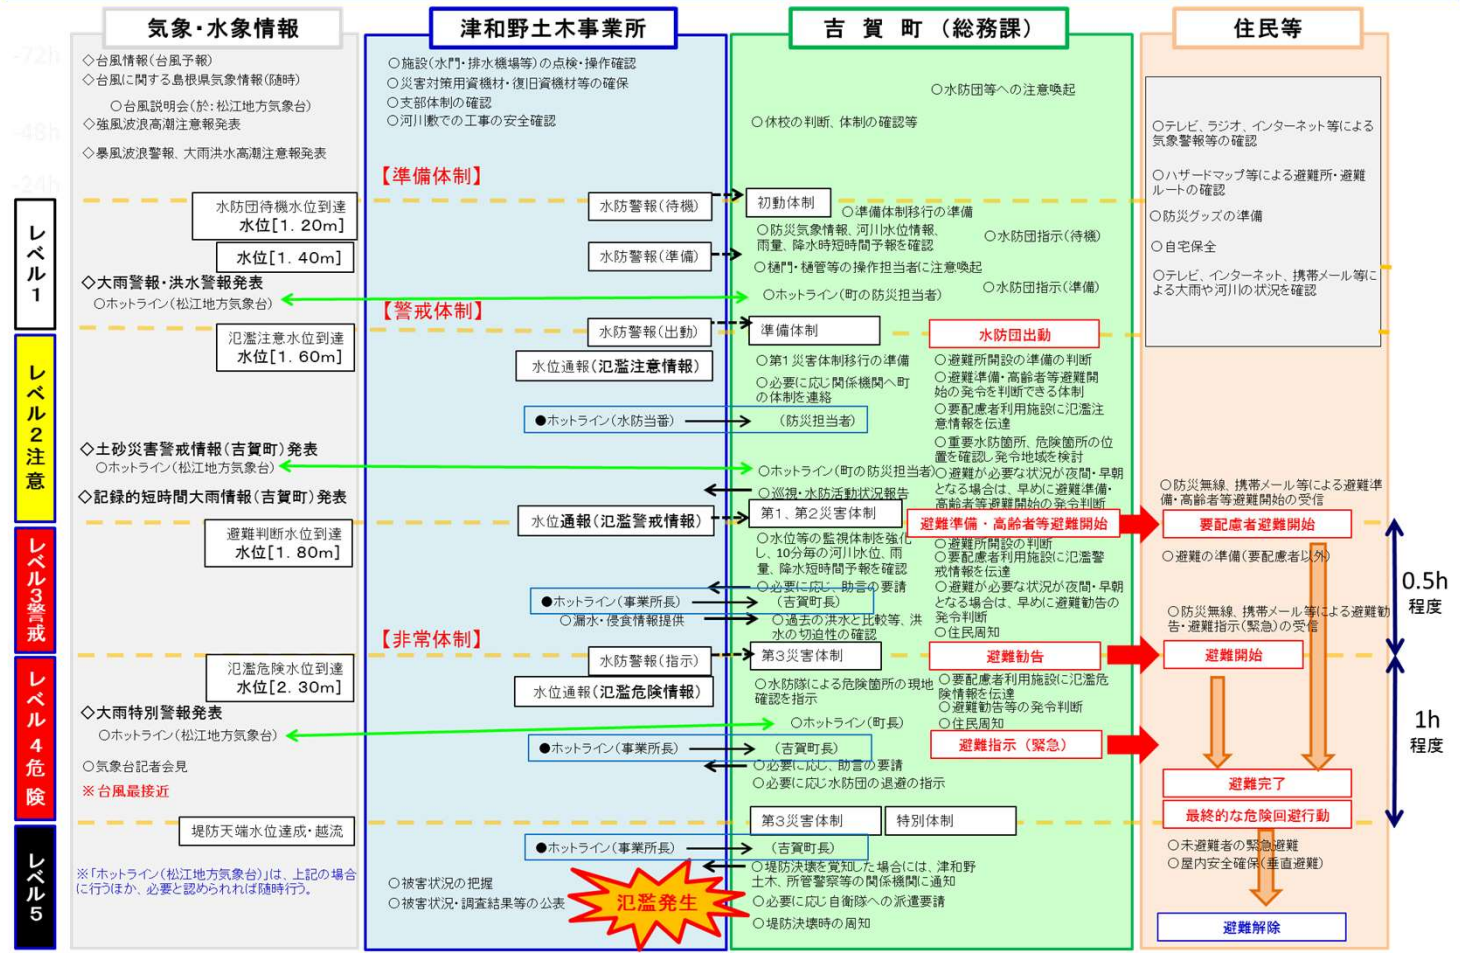 気象・水象情報
津和野土木事業所
吉賀町（総務課）
住民等
-72h
-48h
-24h
レベル1
レベル2注意
レベル3警戒
レベル4危険
レベル5
◇台風情報(台風予報)
◇台風に関する島根県気象情報(随時)
○台風説明会(於:松江地方気象台)
◇強風波浪高潮注意報発表
◇暴風波浪警報、大雨洪水高潮注意報発表
水防団待機水位到達
水位[1.20m]
水位[1.40m]
◇大雨警報・洪水警報発表
○ホットライン(松江地方気象台)
氾濫注意水位到達
水位[1.60m]
◇土砂災害警戒情報(吉賀町)発表
○ホットライン(松江地方気象台)
◇記録的短時間大雨情報(吉賀町)発表
避難判断水位到達
水位[1.80m]
氾濫危険水位到達
水位[2.30m]
◇大雨特別警報発表
○ホットライン(松江地方気象台)
○気象台記者会見
※台風最接近
堤防天端水位達成・越流
※「ホットライン(松江地方気象台)」は、上記の場合
に行うほか、必要と認められれば随時行う。
○施設(水門・排水機場等)の点検・操作確認
○災害対策用資機材・復旧資機材等の確保
○支部体制の確認
○河川敷での工事の安全確認
【準備体制】
水防警報(待機)
水防警報(準備)
【警戒体制】
水防警報(出動)
水位通報(氾濫注意情報)
●ホットライン(水防当番)
(防災担当者)
水位通報(氾濫警戒情報)
●ホットライン(事業所長)
(吉賀町長)
○漏水・侵食情報提供
【非常体制】
水防警報(指示)
水位通報(氾濫危険情報)
●ホットライン(事業所長)
(吉賀町長)
●ホットライン(事業所長)
(吉賀町長)
○被害状況の把握
○被害状況・調査結果等の公表
氾濫発生
○水防団等への注意喚起
○休校の判断、体制の確認等
初動体制
○準備体制移行の準備
○防災気象情報、河川水位情報、
雨量、降水時短時間予報を確認
○水防団指示(待機)
○樋門・樋管等の操作担当者に注意喚起
○ホットライン(町の防災担当者)
○水防団指示(準備)
準備体制
水防団出動
○第1災害体制移行の準備
○必要に応じ関係機関へ町
の体制を連絡
○避難所開設の準備の判断
○避難準備・高齢者等避難開
始の発令を判断できる体制
○要配慮者利用施設に氾濫注
意情報を伝達
○重要水防箇所、危険箇所の位
置を確認し発令地域を検討
○ホットライン(町の防災担当者)
○避難が必要な状況が夜間・早朝
となる場合は、早めに避難準備・
高齢者等避難開始の発令判断
○巡視・水防活動状況報告
第1、第2災害体制
避難準備・高齢者等避難開始
○水位等の監視体制を強化
し、10分毎の河川水位、雨
量、降水短時間予報を確認
○必要に応じ、助言の要請
○過去の洪水と比較等、洪
水の切迫性の確認
○避難所開設の判断
○要配慮者利用施設に氾濫警
戒情報を伝達
○避難が必要な状況が夜間・早朝
となる場合は、早めに避難勧告の
発令判断
○住民周知
第3災害体制
避難勧告
○水防隊による危険箇所の現地
確認を指示
○要配慮者利用施設に氾濫危
険情報を伝達
○避難勧告等の発令判断
○住民周知
○ホットライン(町長)
避難指示（緊急）
○必要に応じ、助言の要請
○必要に応じ水防団の退避の指示
第3災害体制
特別体制
○堤防決壊を覚知した場合には、津和野
土木、所管警察等の関係機関に通知
○必要に応じ自衛隊への派遣要請
○堤防決壊時の周知
○テレビ、ラジオ、インターネット等による
気象警報等の確認
○ハザードマップ等による避難所・避難
ルートの確認
○防災グッズの準備
○自宅保全
○テレビ、インターネット、携帯メール等に
よる大雨や河川の状況を確認
○防災無線、携帯メール等による避難準
備・高齢者等避難開始の受信
要配慮者避難開始
○避難の準備(要配慮者以外)
○防災無線、携帯メール等による避難勧
告・避難指示(緊急)の受信
避難開始
避難完了
最終的な危険回避行動
○未避難者の緊急避難
○屋内安全確保(垂直避難)
避難解除
0.5h
程度
1h
程度